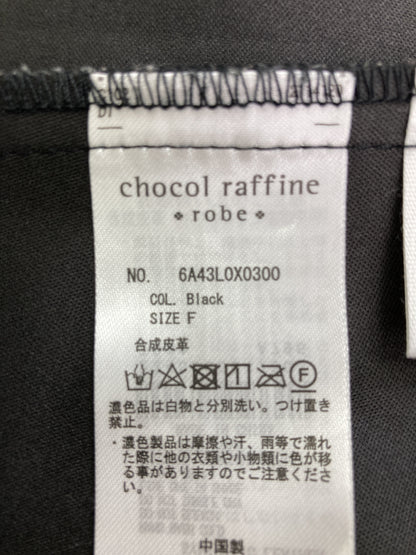 chocol raffine
robe
NO. 6A43L0X0300
COL. Black
SIZE F
合成皮革
濃色品は白物と分別洗い。つけ置き
禁止。
・濃色製品は摩擦や汗、雨等で濡れ
た際に他の衣類や小物類に色が移
る事がありますのでご注意くださ
い。
中国製